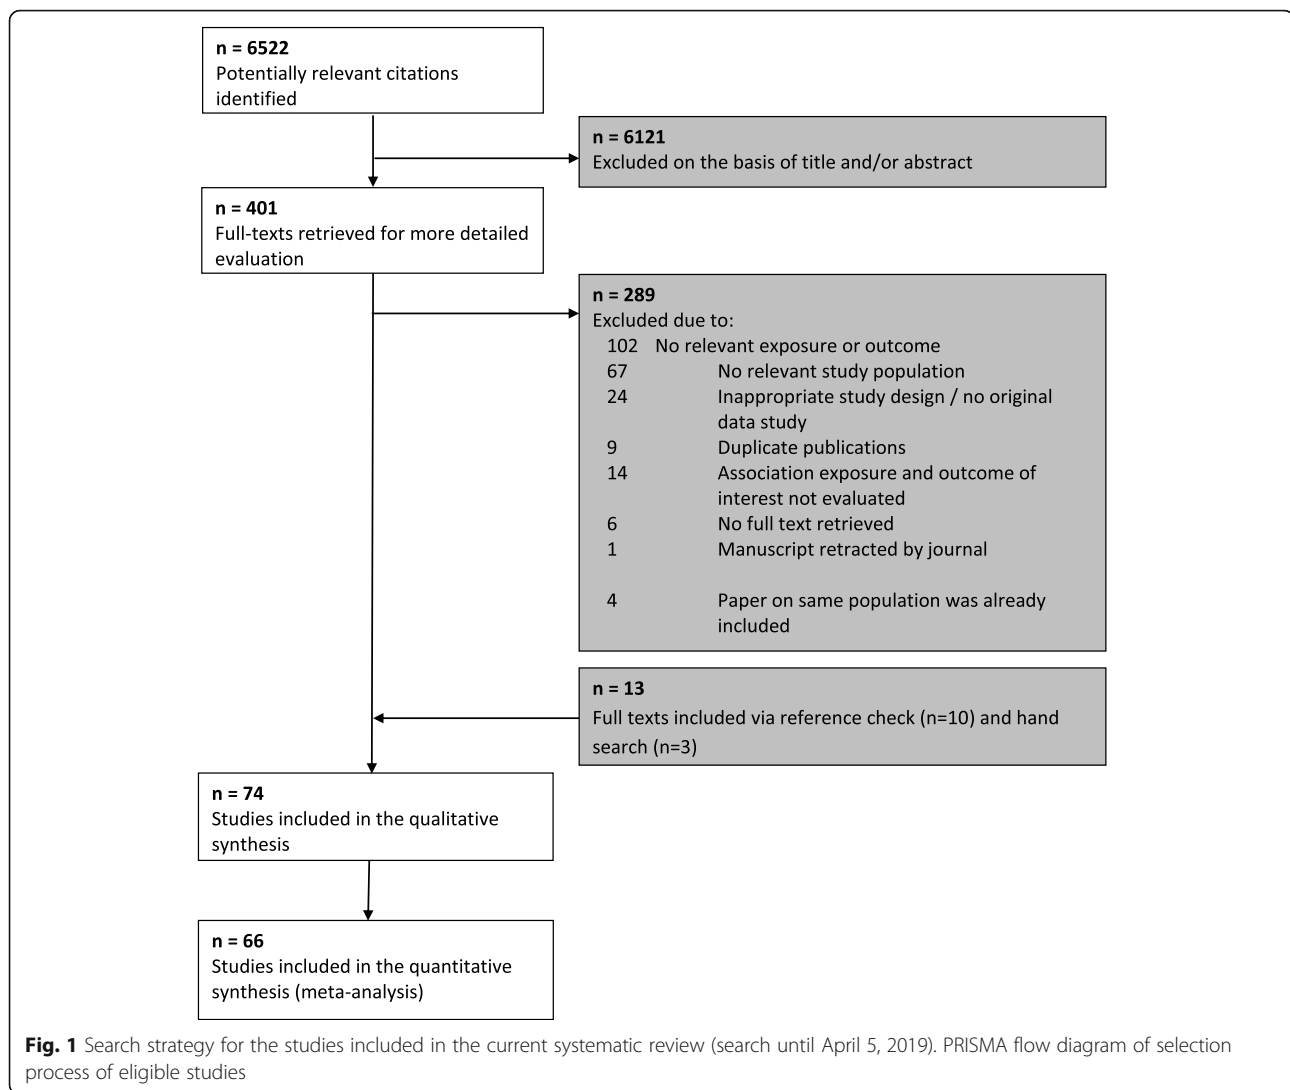 n = 6522
Potentially relevant citations
identified
n = 6121
Excluded on the basis of title and/or abstract
n = 401
Full-texts retrieved for more detailed
evaluation
n = 289
Excluded due to:
102 No relevant exposure or outcome
67 No relevant study population
24 Inappropriate study design / no original
data study
9 Duplicate publications
14 Association exposure and outcome of
interest not evaluated
6 No full text retrieved
1 Manuscript retracted by journal
4 Paper on same population was already
included
n = 13
Full texts included via reference check (n=10) and hand
search (n=3)
n = 74
Studies included in the qualitative
synthesis
n = 66
Studies included in the quantitative
synthesis (meta-analysis)
Fig. 1 Search strategy for the studies included in the current systematic review (search until April 5, 2019). PRISMA flow diagram of selection
process of eligible studies